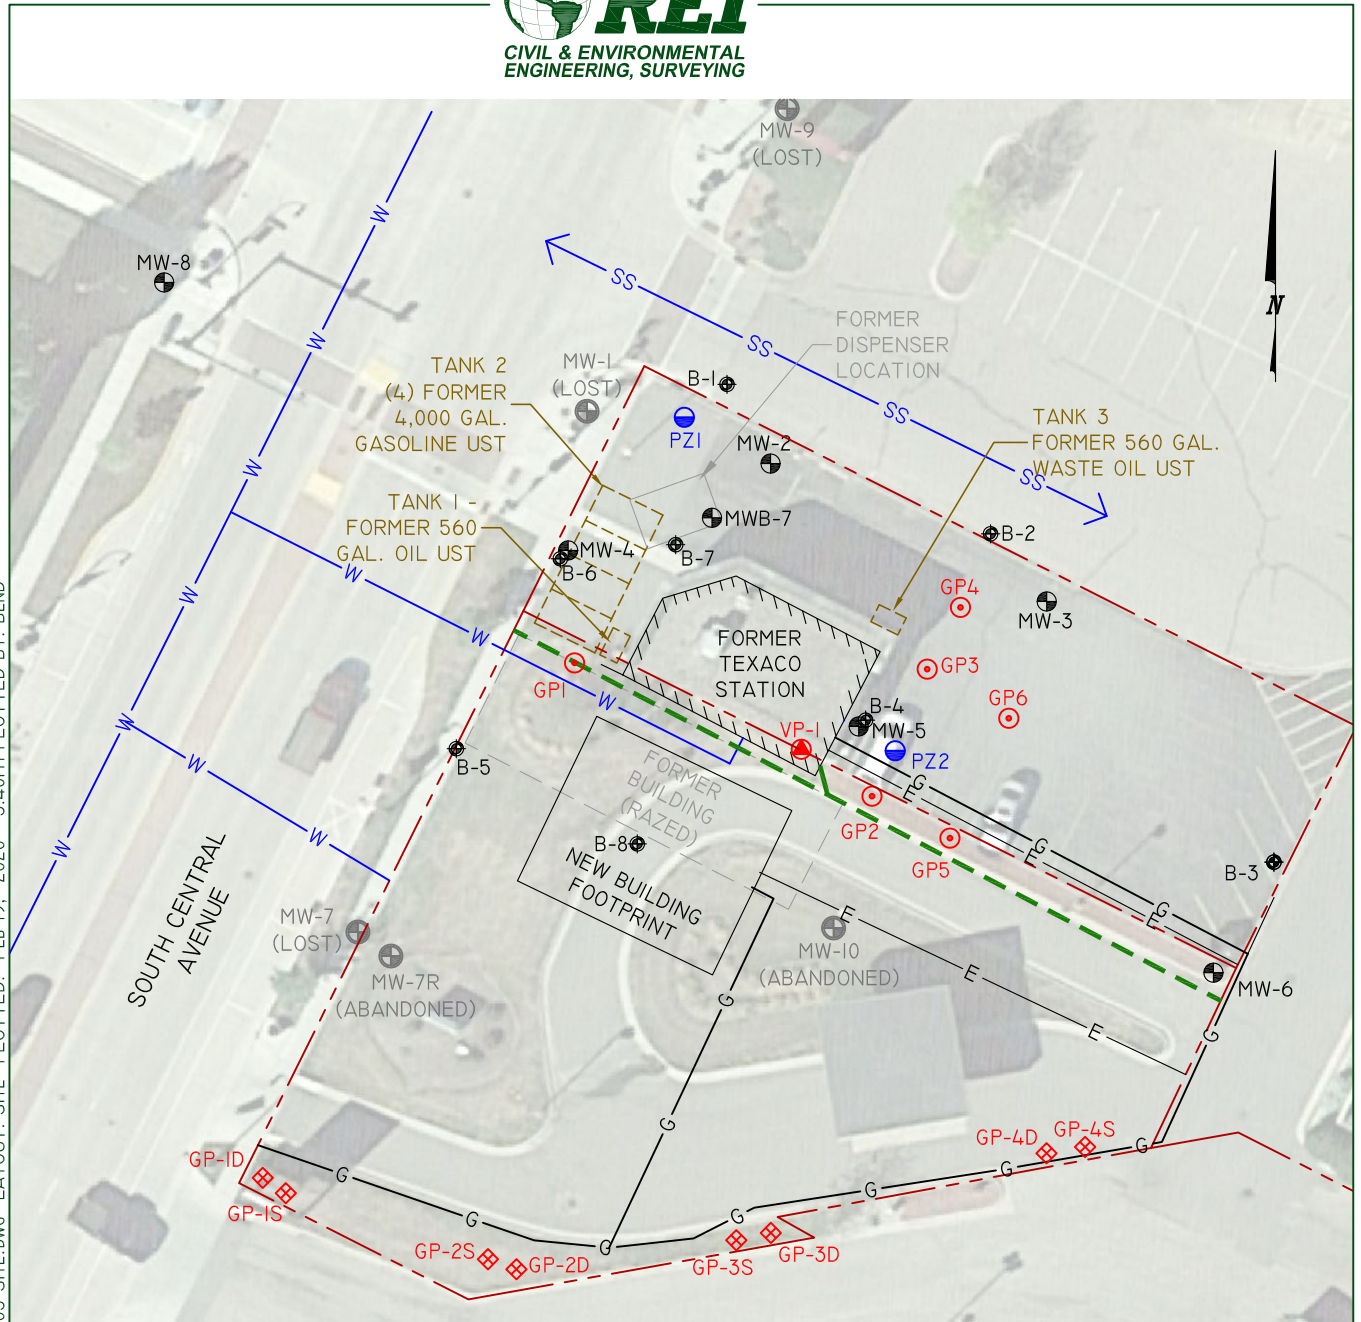 REI
CIVIL & ENVIRONMENTAL
ENGINEERING, SURVEYING
MW-9
(LOST)
W
MW-8
SS
N
FORMER
DISPENSER
LOCATION
W
SS
MW-1
(LOST)
TANK 2
(4) FORMER
4,000 GAL.
GASOLINE UST
B-1
SS
TANK 3
FORMER 560 GAL.
WASTE OIL UST
PZ1
MW-2
W
SS
TANK 1 -
FORMER 560
GAL. OIL UST
MWB-7
B-7
MW-4
B-6
B-2
W
W
GP4
MW-3
W
FORMER
TEXACO
STATION
GP3
GP1
W
GP6
B-4
MW-5
VP-1
PZ2
W
W
B-5
FORMER
BUILDING
(RAZED)
G
E
GP2
GP5
W
W
B-8
NEW BUILDING
FOOTPRINT
G
E
B-3
SOUTH CENTRAL
AVENUE
MW-7
(LOST)
MW-7R
(ABANDONED)
E
MW-10
(ABANDONED)
G
E
E
MW-6
G
E
G
G
GP-4D
GP-4S
G
G
GP-1D
GP-1S
G
G
G
G
G
GP-2S
GP-2D
GP-3S
GP-3D